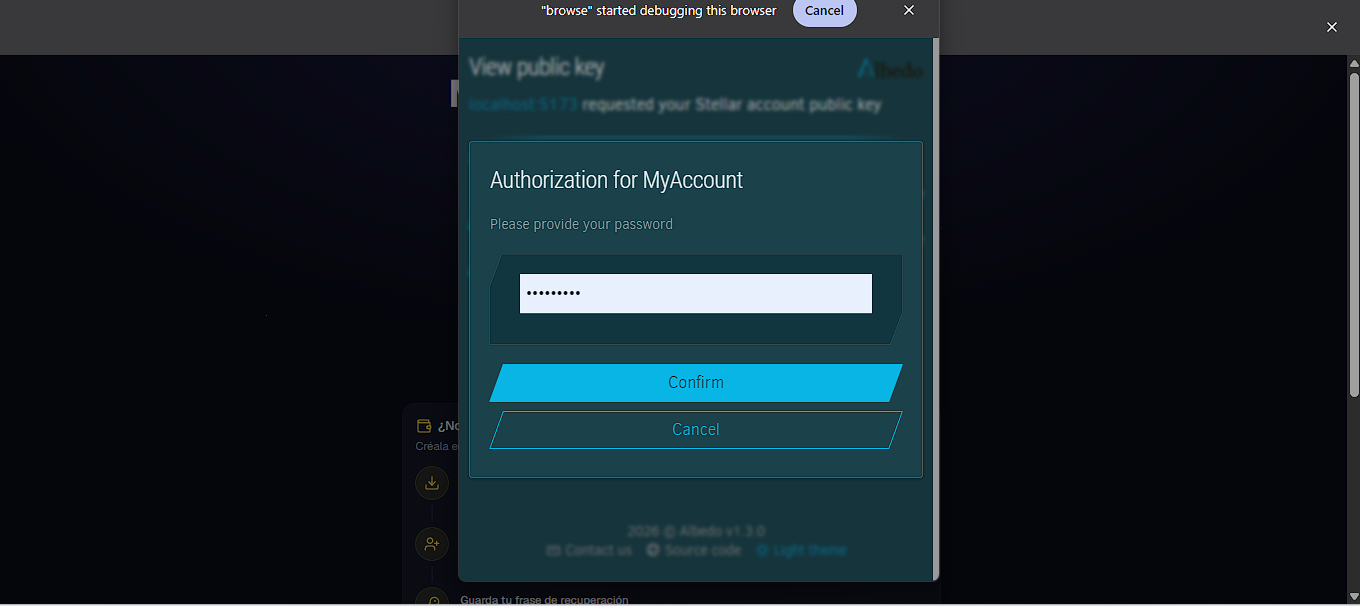 "browse" started debugging this browser
Cancel
View public key
Albedo
localhost:5173 requested your Stellar account public key
Authorization for MyAccount
Please provide your password
•••••••••
Confirm
Cancel
¿No
Créala e
2026 © Albedo v1.3.0
Contact us Source code Light theme
Guarda tu frase de recuperación